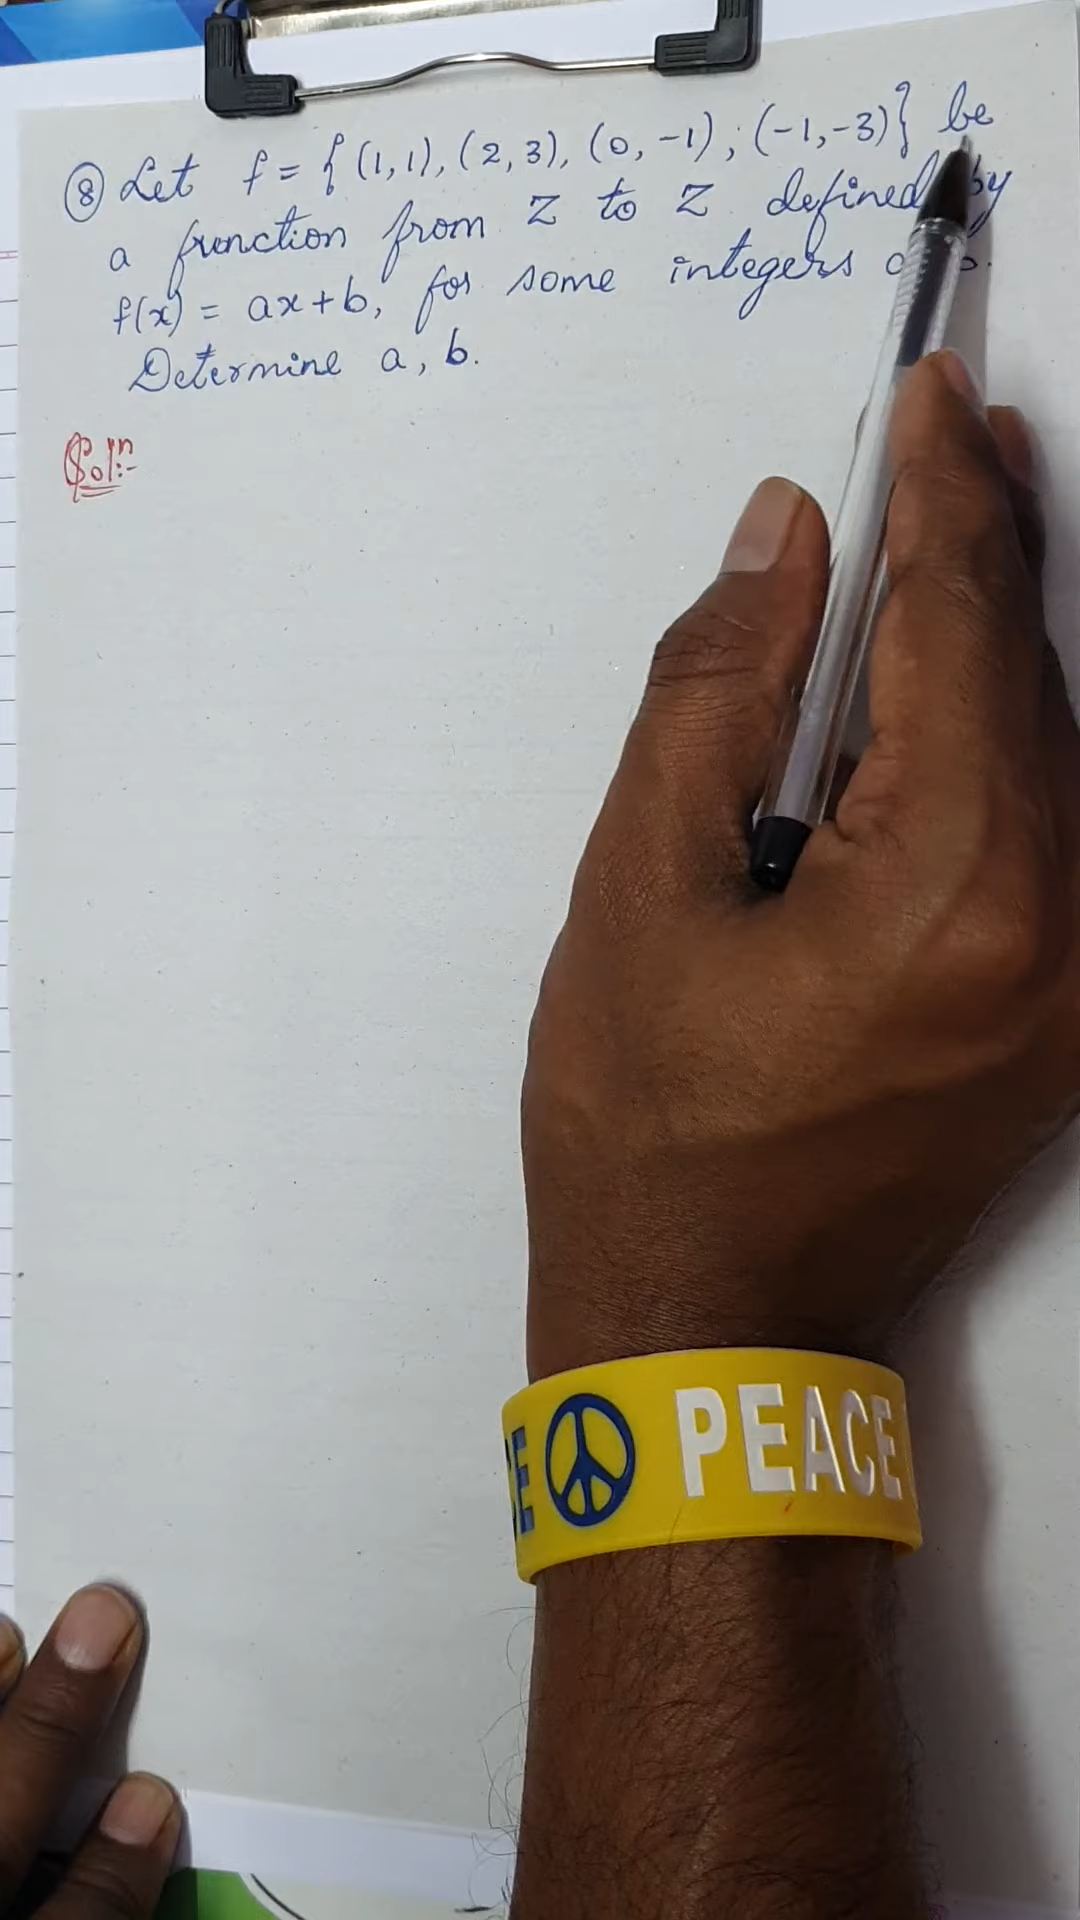 ⑧ Let f = { (1,1), (2,3), (0,-1), (-1,-3)} be
a function from Z to Z defined by
f(x) = ax+b, for some integers
Determine a, b.
Solⁿ:-
PEACE